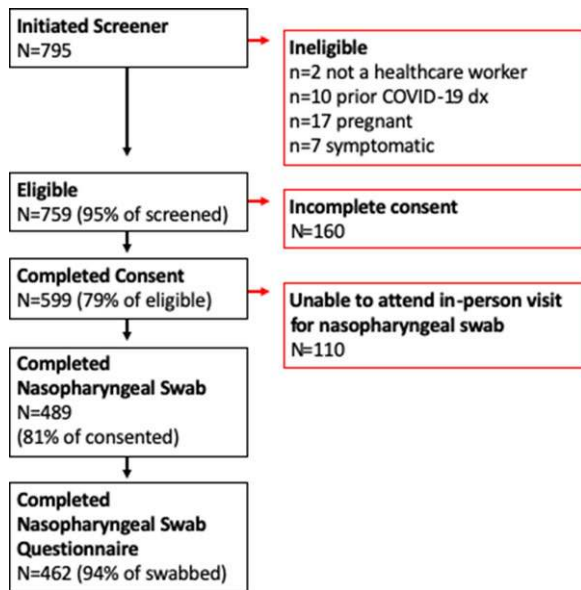 Initiated Screener
N=795
Ineligible
n=2 not a healthcare worker
n=10 prior COVID-19 dx
n=17 pregnant
n=7 symptomatic
Eligible
N=759 (95% of screened)
Incomplete consent
N=160
Completed Consent
N=599 (79% of eligible)
Unable to attend in-person visit
for nasopharyngeal swab
N=110
Completed
Nasopharyngeal Swab
N=489
(81% of consented)
Completed
Nasopharyngeal Swab
Questionnaire
N=462 (94% of swabbed)